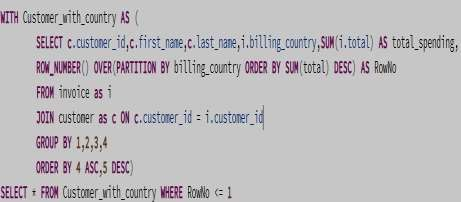 WITH Customer_with_country AS (
SELECT c.customer_id,c.first_name,c.last_name,i.billing_country,SUM(i.total) AS total_spending,
ROW_NUMBER() OVER(PARTITION BY billing_country ORDER BY SUM(total) DESC) AS RowNo
FROM invoice as i
JOIN customer as c ON c.customer_id = i.customer_id
GROUP BY 1,2,3,4
ORDER BY 4 ASC,5 DESC)
SELECT * FROM Customer_with_country WHERE RowNo <= 1